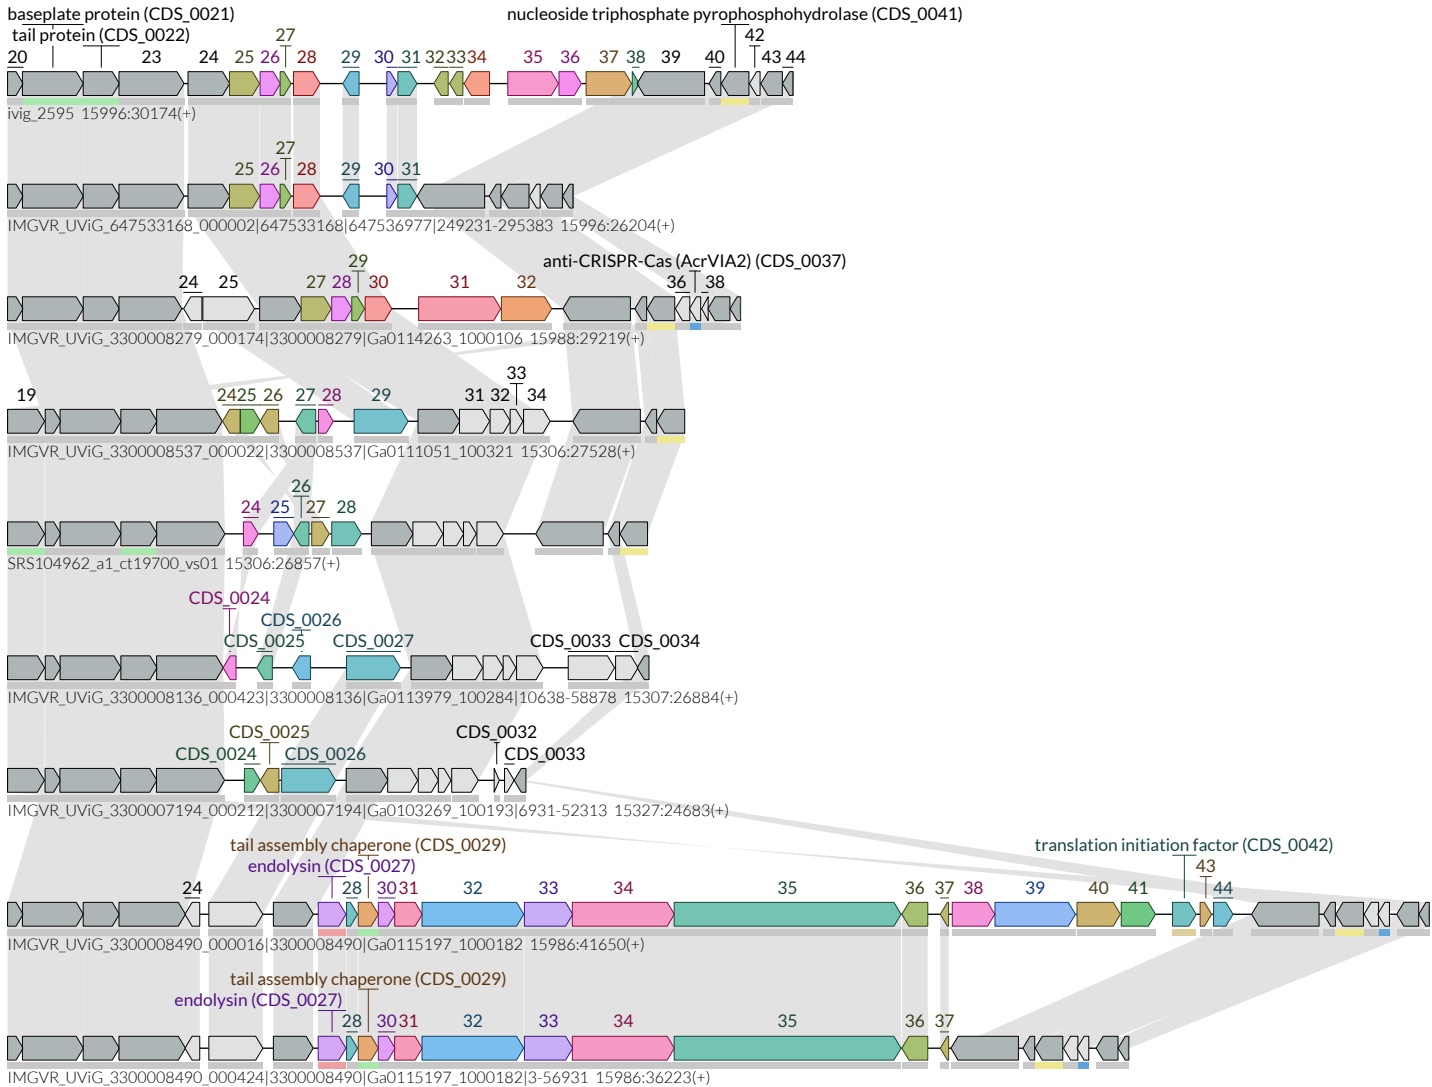 baseplate protein (CDS_0021) nucleoside triphosphate pyrophosphohydrolase (CDS_0041)
tail protein (CDS_0022) 27 42
20 23 24 25 26 28 29 30 31 32 33 34 35 36 37 38 39 40 43 44
ivig_2595 15996:30174(+)
27
25 26 28 29 30 31
IMGVR_UViG_647533168_000002|647533168|647536977|249231-295383 15996:26204(+)
29 anti-CRISPR-Cas (AcrVIA2) (CDS_0037)
24 25 27 28 30 31 32 36 38
IMGVR_UViG_3300008279_000174|3300008279|Ga0114263_1000106 15988:29219(+)
33
19 24 25 26 27 28 29 31 32 34
IMGVR_UViG_3300008537_000022|3300008537|Ga0111051_100321 15306:27528(+)
26
24 25 27 28
SRS104962_a1_ct19700_vs01 15306:26857(+)
CDS_0024
CDS_0026
CDS_0025 CDS_0027 CDS_0033 CDS_0034
IMGVR_UViG_3300008136_000423|3300008136|Ga0113979_100284|10638-58878 15307:26884(+)
CDS_0025 CDS_0032
CDS_0024 CDS_0026 CDS_0033
IMGVR_UViG_3300007194_000212|3300007194|Ga0103269_100193|6931-52313 15327:24683(+)
tail assembly chaperone (CDS_0029) translation initiation factor (CDS_0042)
endolysin (CDS_0027) 43
24 28 30 31 32 33 34 35 36 37 38 39 40 41 44
IMGVR_UViG_3300008490_000016|3300008490|Ga0115197_1000182 15986:41650(+)
tail assembly chaperone (CDS_0029)
endolysin (CDS_0027)
28 30 31 32 33 34 35 36 37
IMGVR_UViG_3300008490_000424|3300008490|Ga0115197_1000182|3-56931 15986:36223(+)